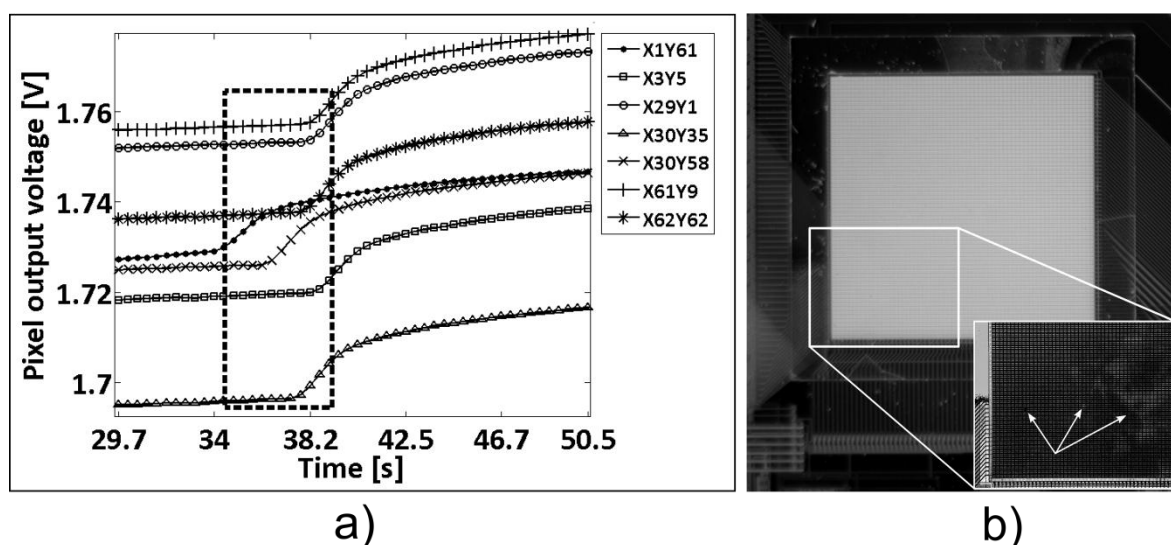 Pixel output voltage [V]
1.76
1.74
1.72
1.7
29.7 34 38.2 42.5 46.7 50.5
Time [s]
X1Y61
X3Y5
X29Y1
X30Y35
X30Y58
X61Y9
X62Y62
a)
b)